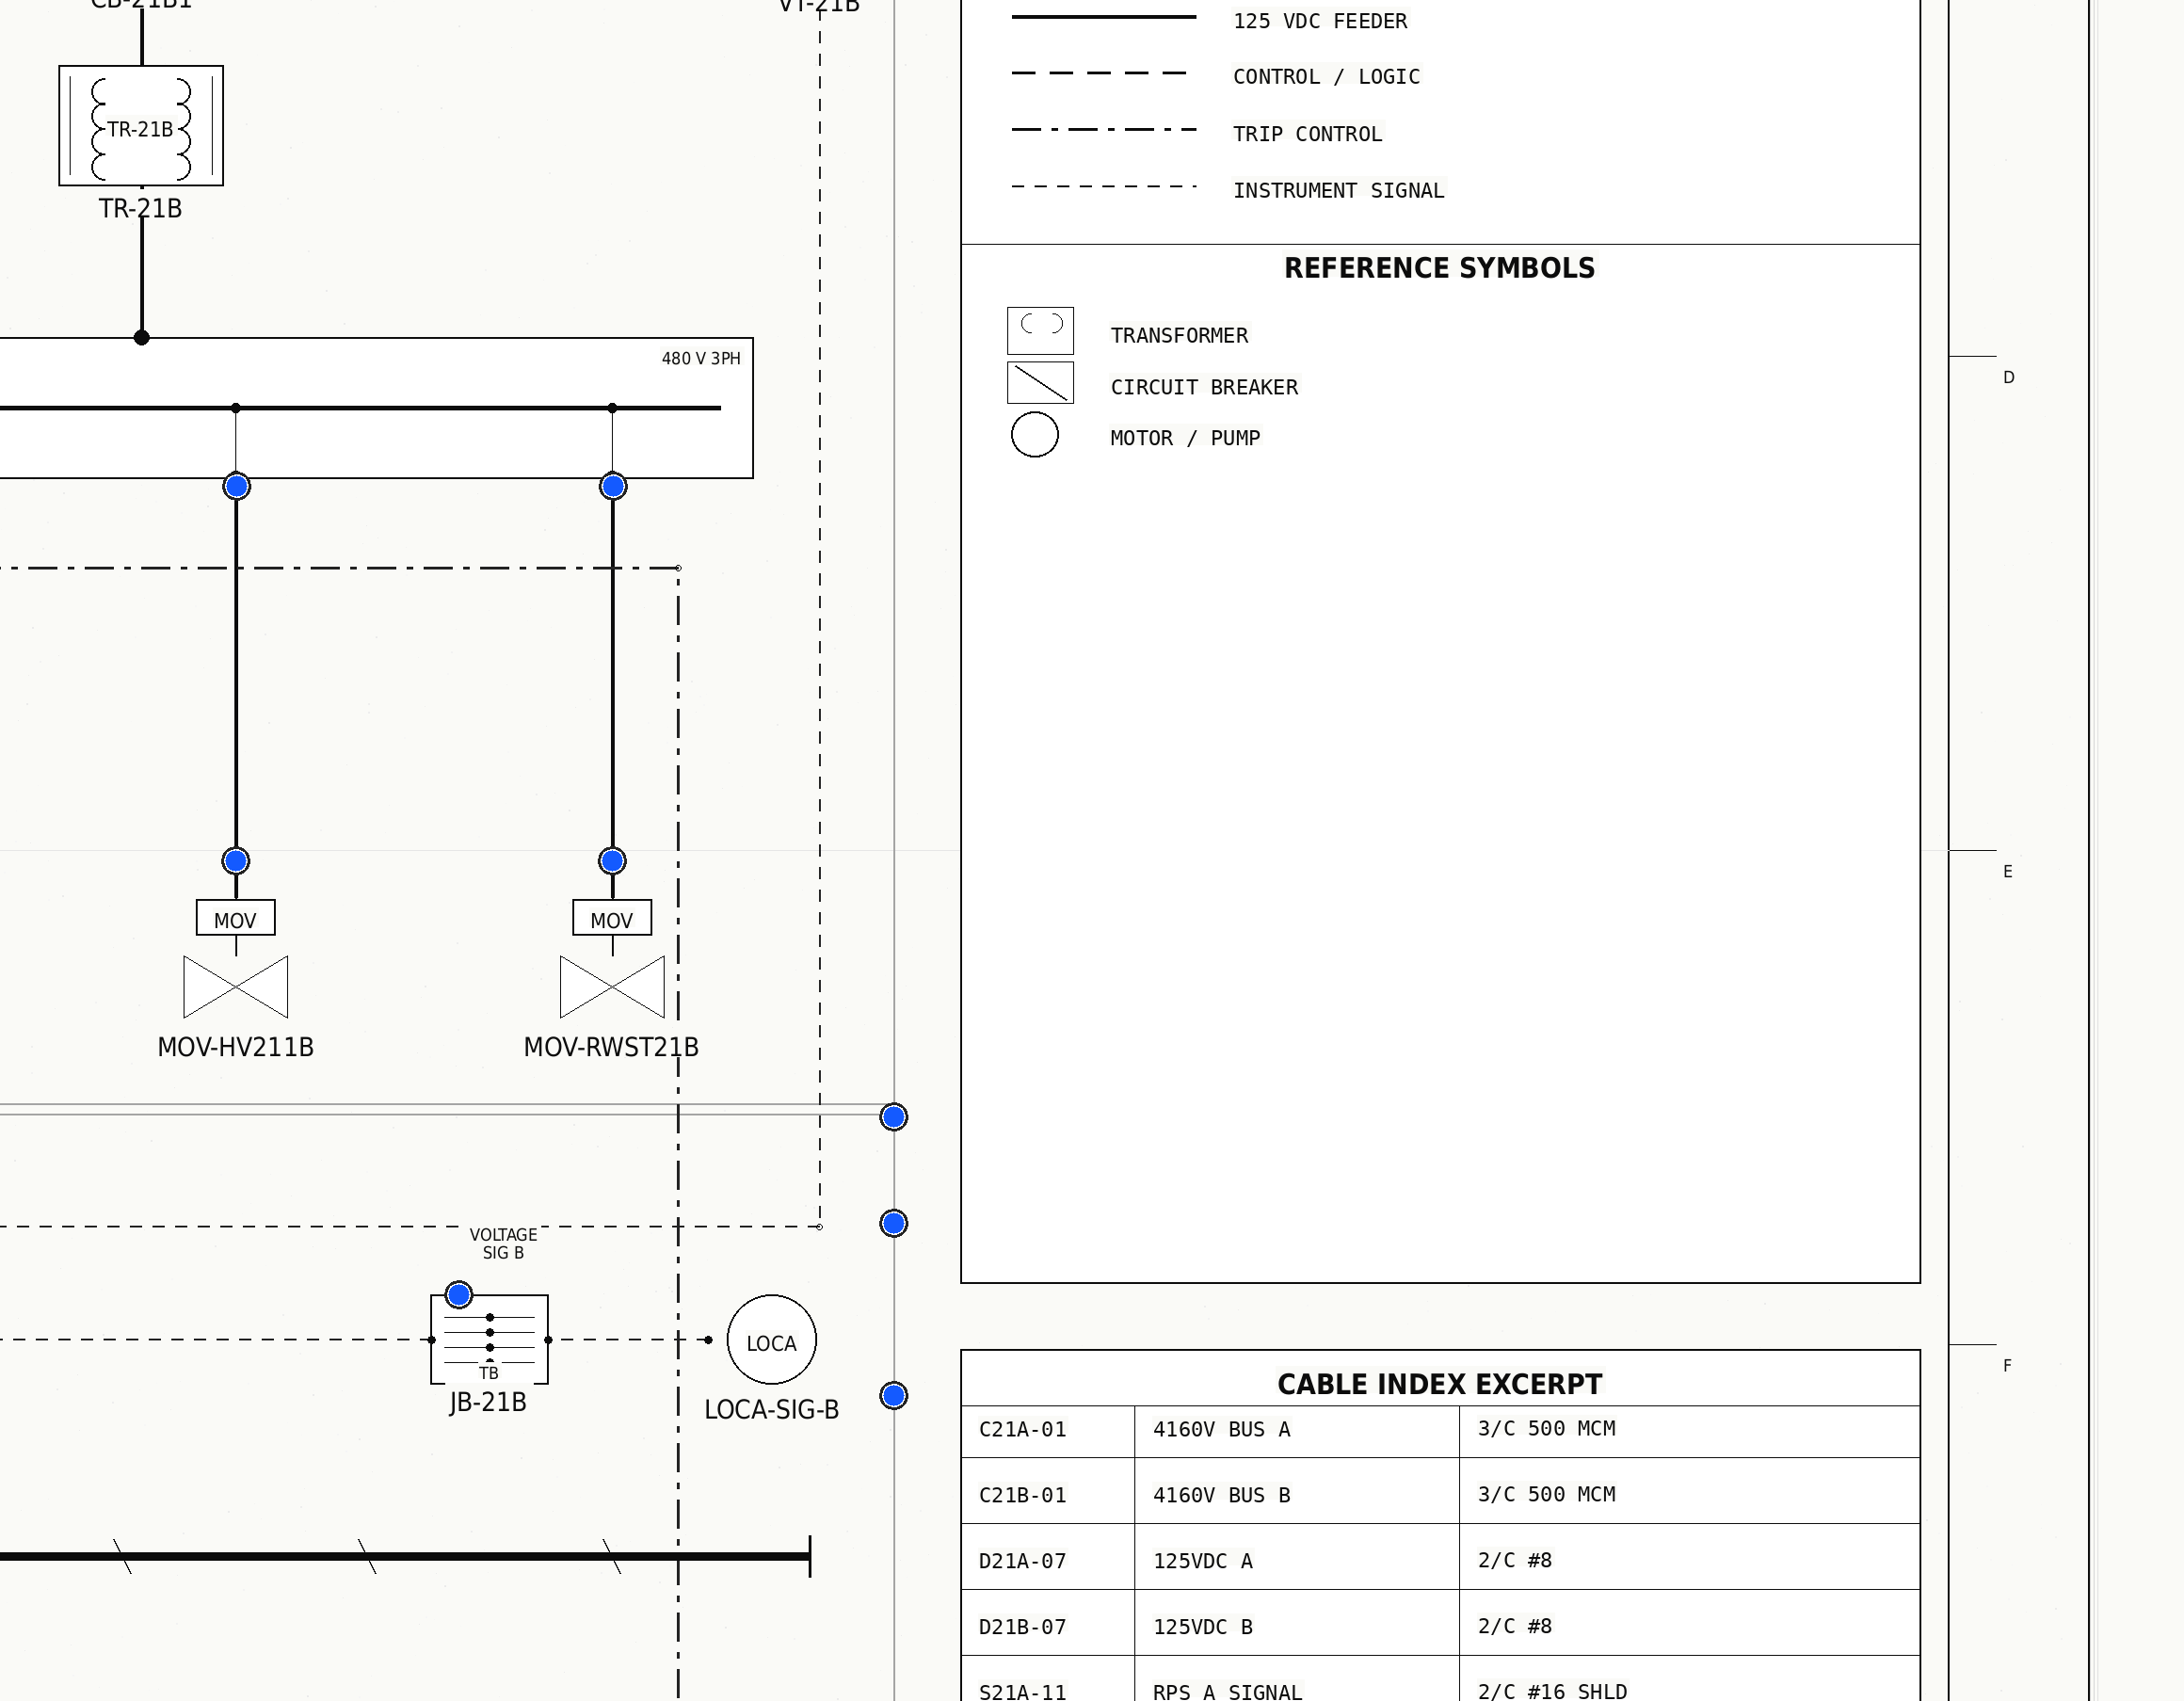 CB-21B1
VT-21B
TR-21B
TR-21B
480 V 3PH
MOV
MOV
MOV-HV211B
MOV-RWST21B
VOLTAGE
SIG B
TB
JB-21B
LOCA
LOCA-SIG-B
125 VDC FEEDER
CONTROL / LOGIC
TRIP CONTROL
INSTRUMENT SIGNAL
REFERENCE SYMBOLS
TRANSFORMER
CIRCUIT BREAKER
MOTOR / PUMP
CABLE INDEX EXCERPT
C21A-01 4160V BUS A 3/C 500 MCM
C21B-01 4160V BUS B 3/C 500 MCM
D21A-07 125VDC A 2/C #8
D21B-07 125VDC B 2/C #8
S21A-11 RPS A SIGNAL 2/C #16 SHLD
D
E
F